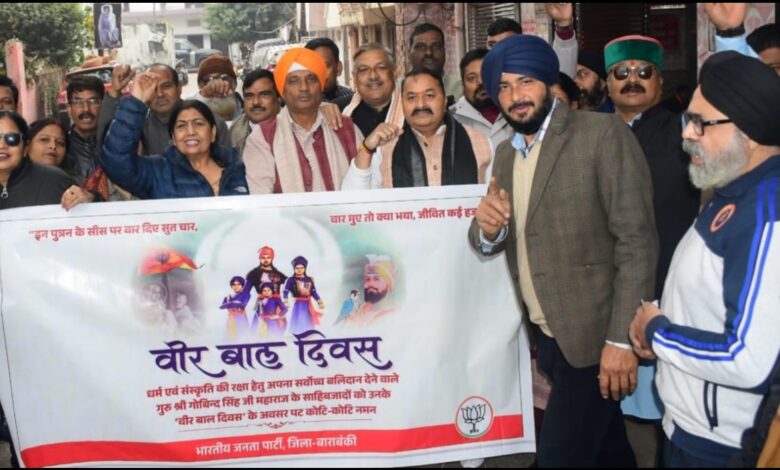 "इन पुत्रन के सीस पर वार दिए सुत चार,
चार मुए तो क्या भया, जीवित कई
वीर बाल दिवस
धर्म एवं संस्कृति की रक्षा हेतु अपना सर्वोच्च बलिदान देने वाले
गुरू श्री गोबिन्द सिंह जी महाराज के साहिबजादों को उनके
'वीर बाल दिवस' के अवसर पट कोटि-कोटि नमन
भारतीय जनता पार्टी, जिला-बाराबंकी